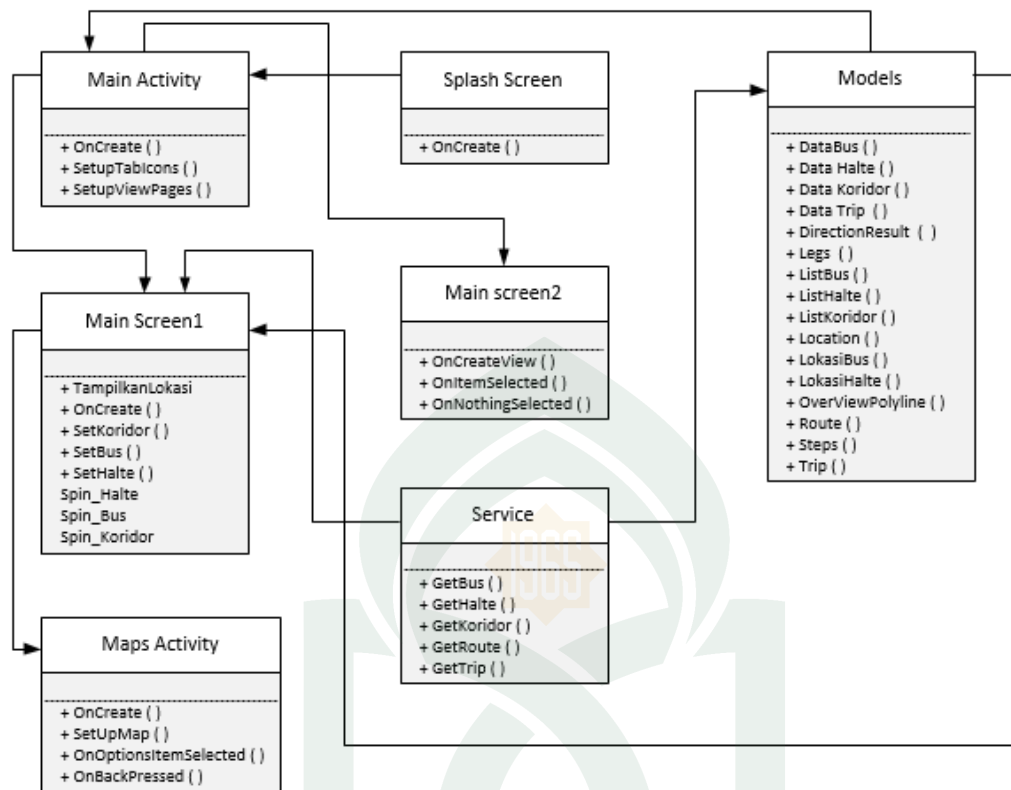 Main Activity
+ OnCreate ( )
+ SetupTabIcons ( )
+ SetupViewPages ( )
Splash Screen
+ OnCreate ( )
Models
+ DataBus ( )
+ Data Halte ( )
+ Data Koridor ( )
+ Data Trip ( )
+ DirectionResult ( )
+ Legs ( )
+ ListBus ( )
+ ListHalte ( )
+ ListKoridor ( )
+ Location ( )
+ LokasiBus ( )
+ LokasiHalte ( )
+ OverViewPolyline ( )
+ Route ( )
+ Steps ( )
+ Trip ( )
Main Screen1
+ TampilkanLokasi
+ OnCreate ( )
+ SetKoridor ( )
+ SetBus ( )
+ SetHalte ( )
Spin_Halte
Spin_Bus
Spin_Koridor
Main screen2
+ OnCreateView ( )
+ OnItemSelected ( )
+ OnNothingSelected ( )
Service
+ GetBus ( )
+ GetHalte ( )
+ GetKoridor ( )
+ GetRoute ( )
+ GetTrip ( )
1965
Maps Activity
+ OnCreate ( )
+ SetUpMap ( )
+ OnOptionsItemSelected ( )
+ OnBackPressed ( )